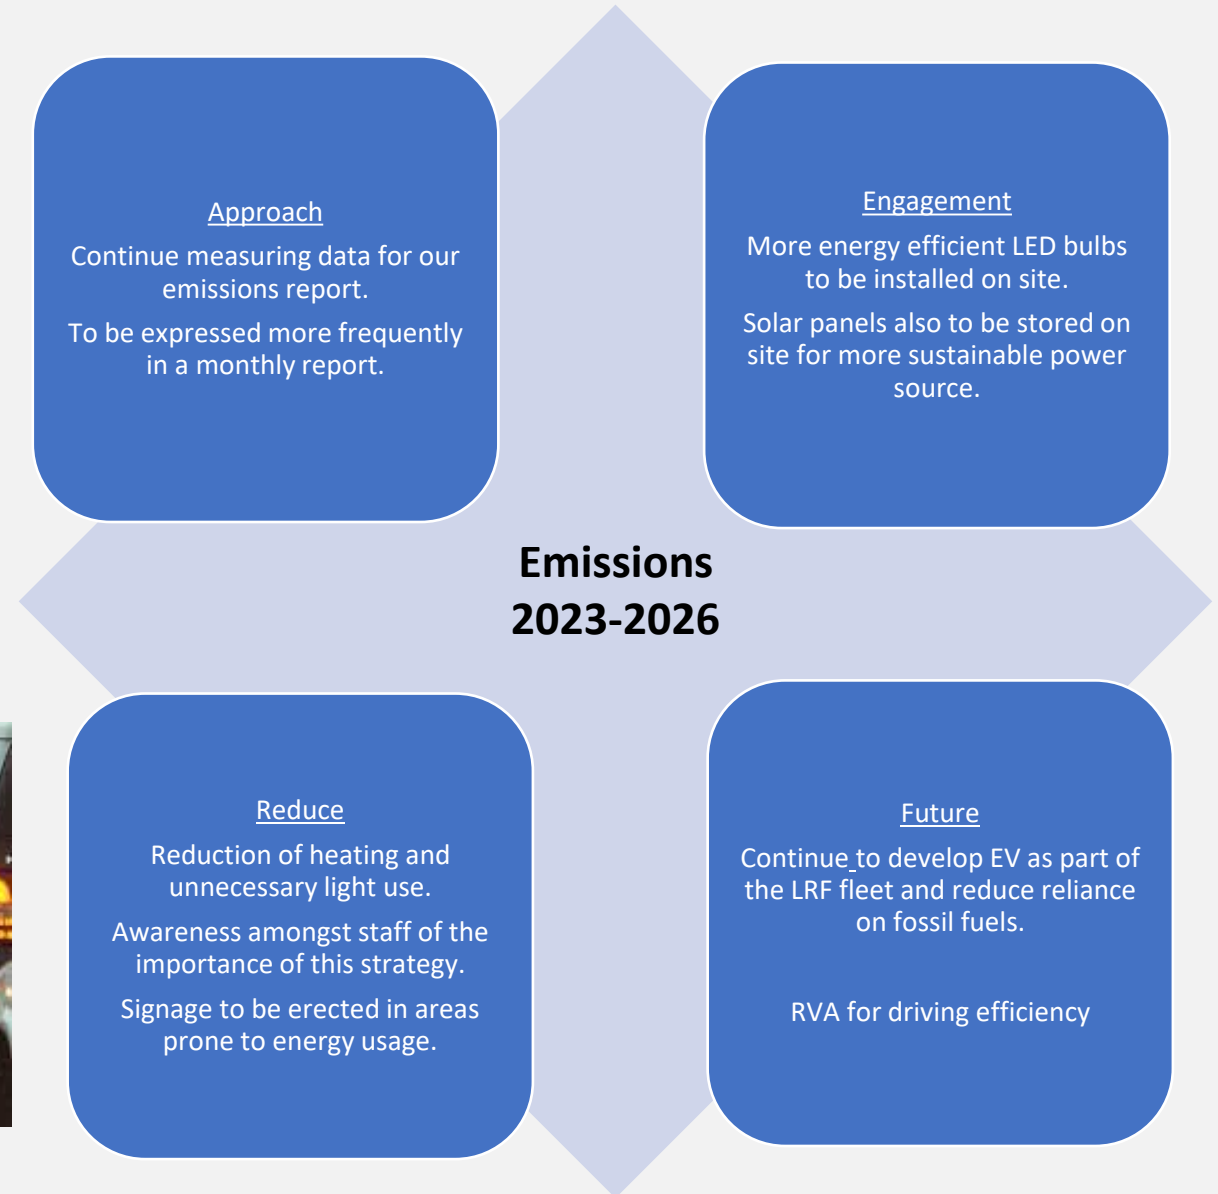 Approach
Continue measuring data for our
emissions report.
To be expressed more frequently
in a monthly report.
Engagement
More energy efficient LED bulbs
to be installed on site.
Solar panels also to be stored on
site for more sustainable power
source.
Emissions
2023-2026
Reduce
Reduction of heating and
unnecessary light use.
Awareness amongst staff of the
importance of this strategy.
Signage to be erected in areas
prone to energy usage.
Future
Continue to develop EV as part of
the LRF fleet and reduce reliance
on fossil fuels.
RVA for driving efficiency